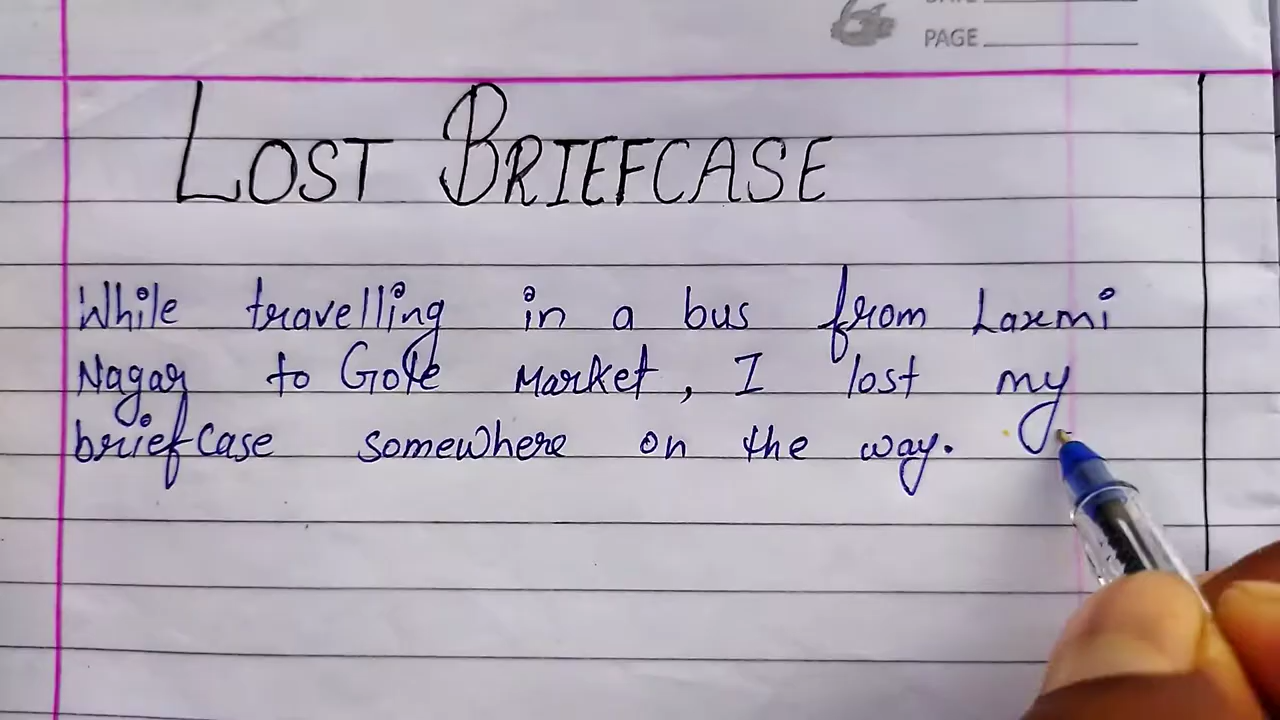 PAGE
LOST BRIEFCASE
While travelling in a bus from Laxmi
Nagar to Gole Market, I lost my
briefcase somewhere on the way.